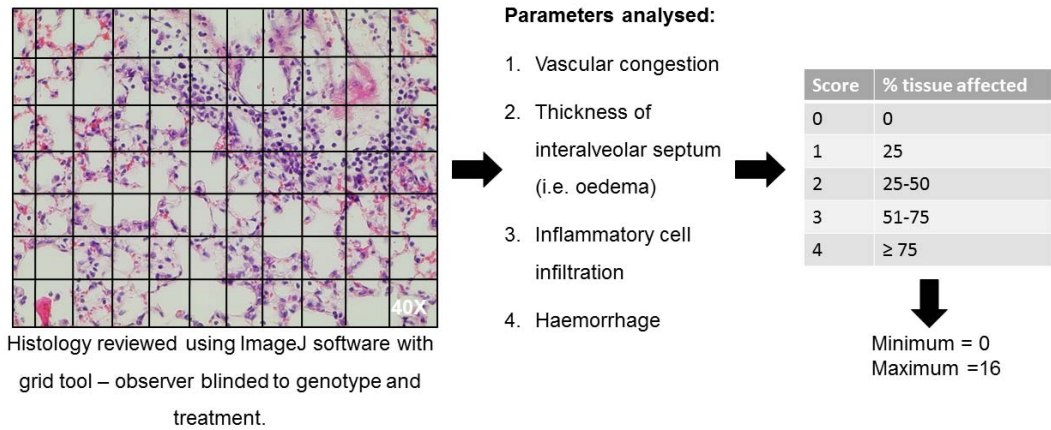 40X
Histology reviewed using ImageJ software with
grid tool – observer blinded to genotype and
treatment.
Parameters analysed:
1. Vascular congestion
2. Thickness of
interalveolar septum
(i.e. oedema)
3. Inflammatory cell
infiltration
4. Haemorrhage
Score % tissue affected
0 0
1 25
2 25-50
3 51-75
4 ≥ 75
Minimum = 0
Maximum =16